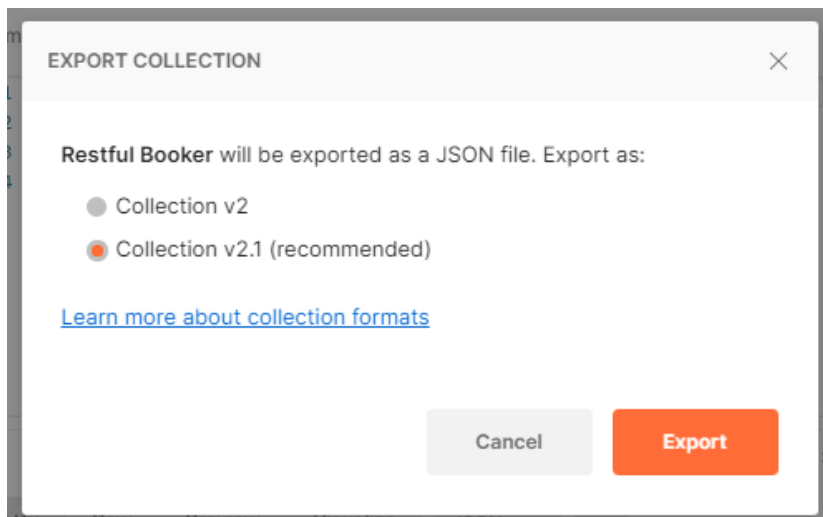 EXPORT COLLECTION
Restful Booker will be exported as a JSON file. Export as:
Collection v2
Collection v2.1 (recommended)
Learn more about collection formats
Cancel
Export